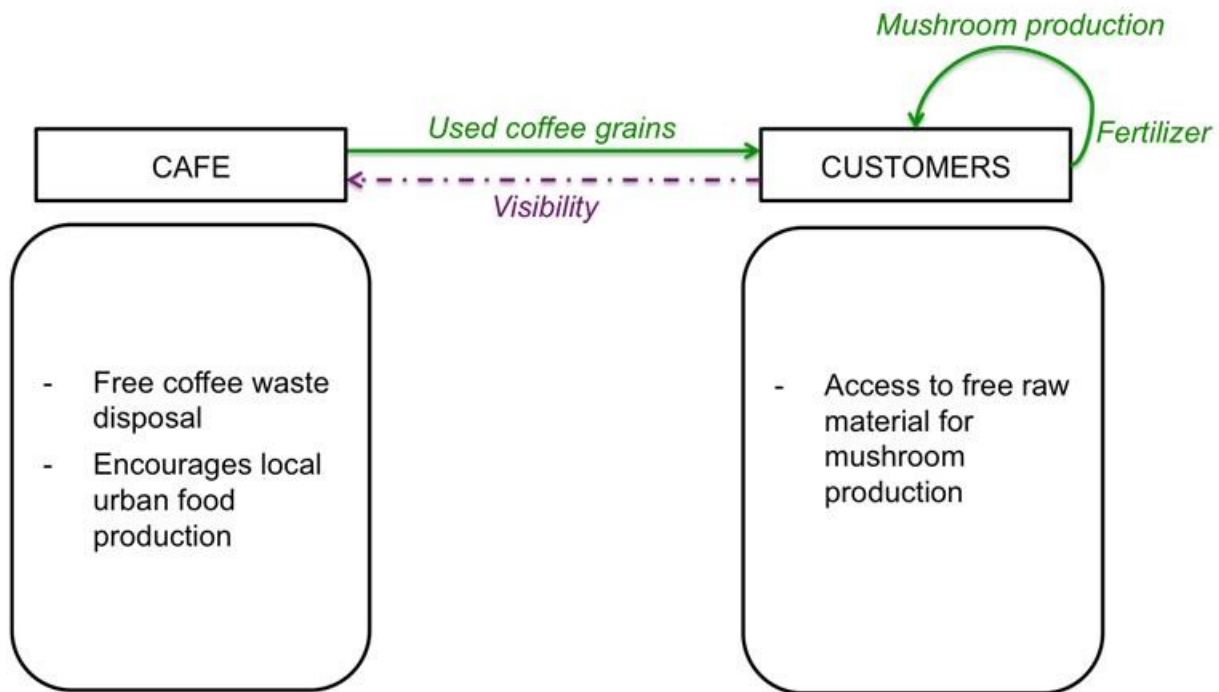 Mushroom production
Used coffee grains
Fertilizer
CAFE
CUSTOMERS
Visibility
- Free coffee waste
disposal
- Encourages local
urban food
production
- Access to free raw
material for
mushroom
production